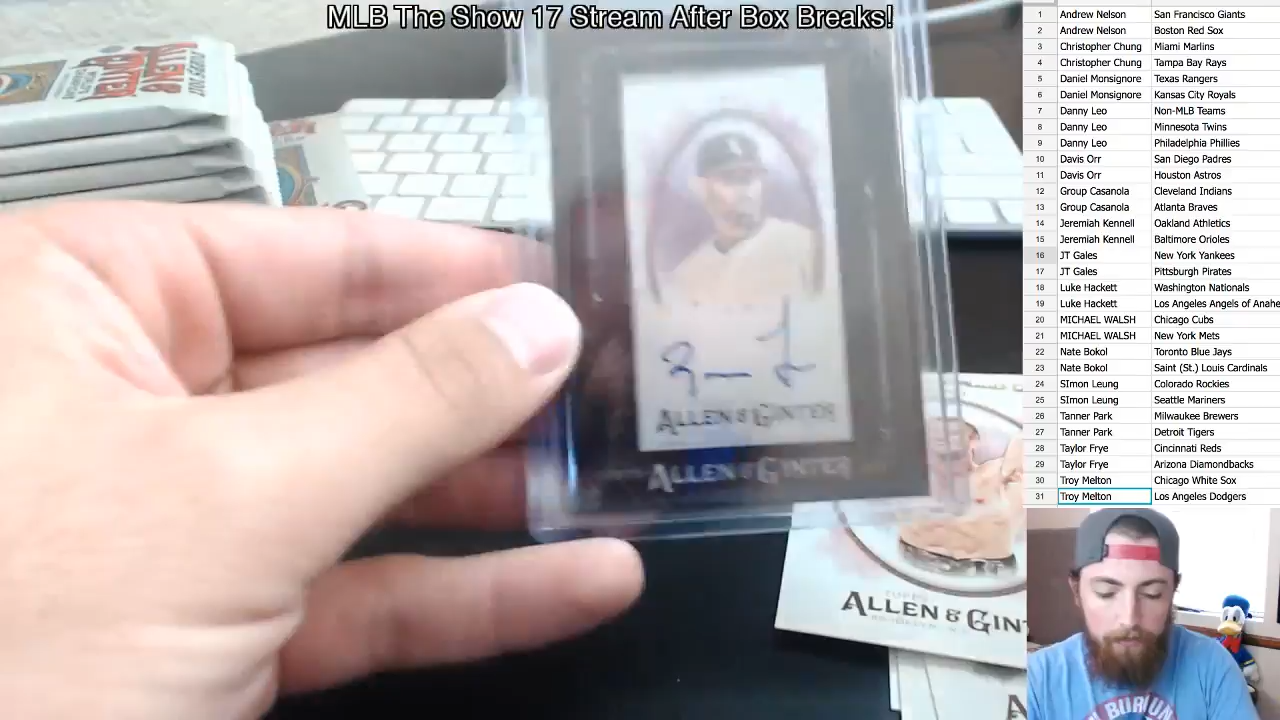 MLB The Show 17 Stream After Box Breaks!
ALLEN &
GINTER
ALLEN & GINTER
ALLEN & GINTER
TOPPS
ALLEN & GIN
1 Andrew Nelson San Francisco Giants
2 Andrew Nelson Boston Red Sox
3 Christopher Chung Miami Marlins
4 Christopher Chung Tampa Bay Rays
5 Daniel Monsignore Texas Rangers
6 Daniel Monsignore Kansas City Royals
7 Danny Leo Non-MLB Teams
8 Danny Leo Minnesota Twins
9 Danny Leo Philadelphia Phillies
10 Davis Orr San Diego Padres
11 Davis Orr Houston Astros
12 Group Casanola Cleveland Indians
13 Group Casanola Atlanta Braves
14 Jeremiah Kennell Oakland Athletics
15 Jeremiah Kennell Baltimore Orioles
16 JT Gales New York Yankees
17 JT Gales Pittsburgh Pirates
18 Luke Hackett Washington Nationals
19 Luke Hackett Los Angeles Angels of Anahe
20 MICHAEL WALSH Chicago Cubs
21 MICHAEL WALSH New York Mets
22 Nate Bokol Toronto Blue Jays
23 Nate Bokol Saint (St.) Louis Cardinals
24 SImon Leung Colorado Rockies
25 SImon Leung Seattle Mariners
26 Tanner Park Milwaukee Brewers
27 Tanner Park Detroit Tigers
28 Taylor Frye Cincinnati Reds
29 Taylor Frye Arizona Diamondbacks
30 Troy Melton Chicago White Sox
31 Troy Melton Los Angeles Dodgers